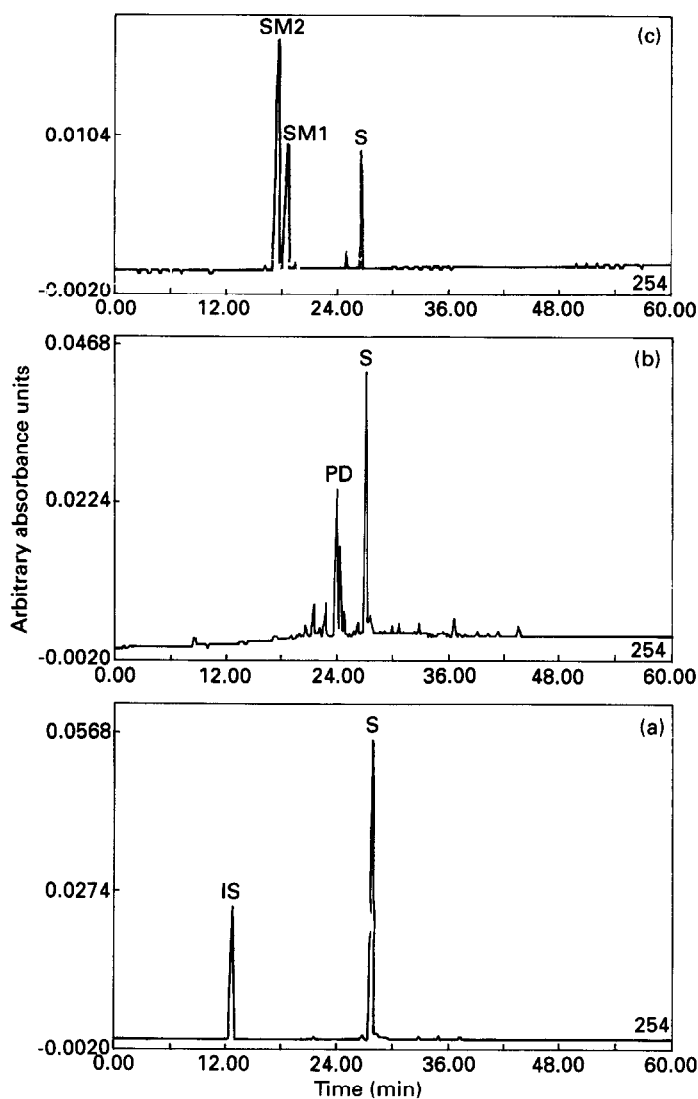 SM2
(c)
0.0104
SM1
S
-0.0020
254
0.00 12.00 24.00 36.00 48.00 60.00
0.0468
S
(b)
PD
0.0224
-0.0020
254
0.00 12.00 24.00 36.00 48.00 60.00
Arbitrary absorbance units
0.0568
S
(a)
0.0274
IS
-0.0020
254
0.00 12.00 24.00 36.00 48.00 60.00
Time (min)